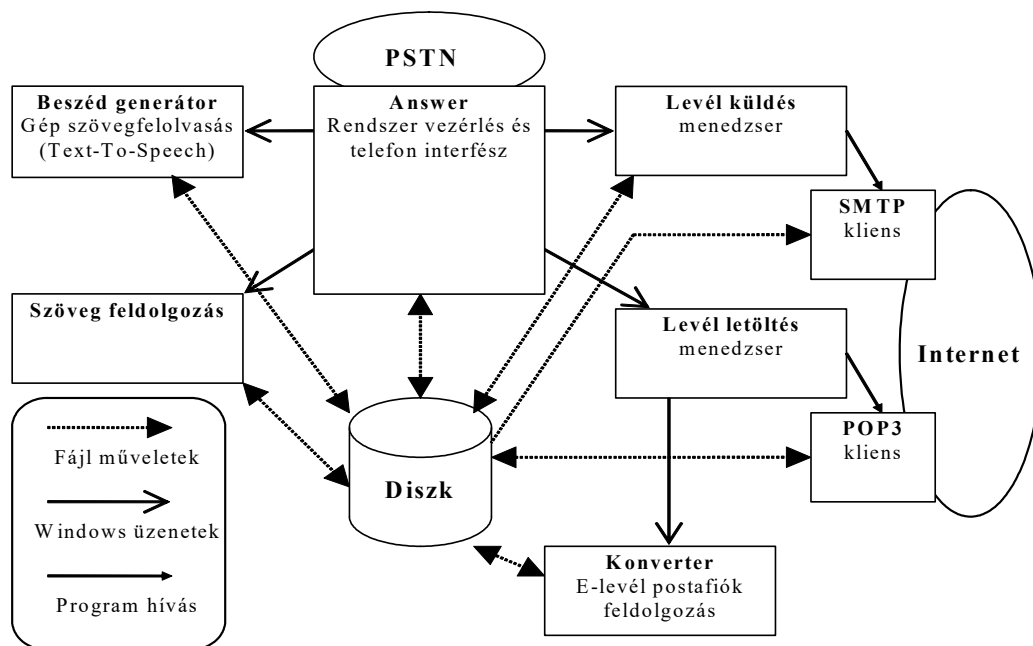 PSTN
Beszéd generátor
Gép szövegfelolvasás
(Text-To-Speech)
Answer
Rendszer vezérlés és
telefon interfész
Levél küldés
menedzser
SMTP
kliens
Szöveg feldolgozás
Levél letöltés
menedzser
Internet
POP3
kliens
Diszk
Konverter
E-levél postafiók
feldolgozás
Fájl műveletek
Windows üzenetek
Program hívás